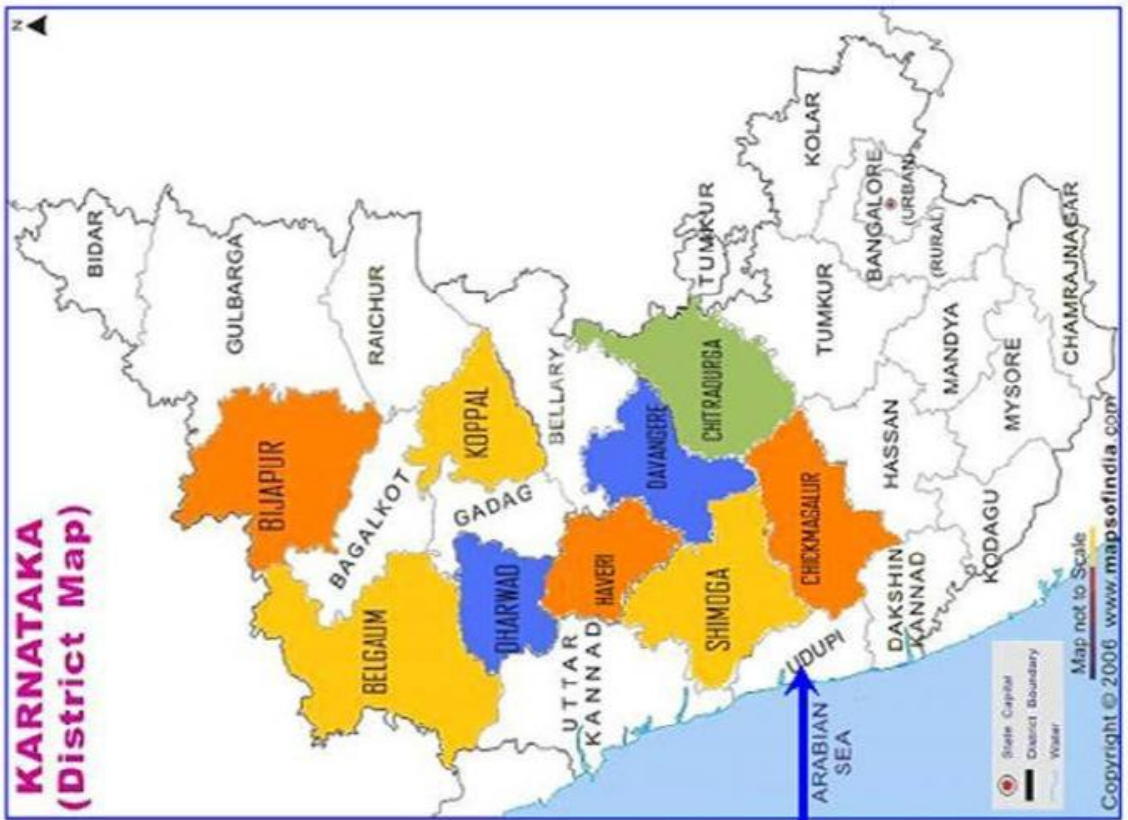 KARNATAKA
(District Map)
N
BIDAR
GULBARGA
BIJAPUR
RAICHUR
BAGALKOT
KOPPAL
BELGAUM
GADAG
BELLARY
DHARWAD
HAVERI
UTTAR
KANNAD
DAVANGERE
CHITRADURGA
TUMKUR
SHIMOGA
CHICKMAGALUR
TUMKUR
KOLAR
BANGALORE
(URBAN)
(RURAL)
UDUPI
HASSAN
MANDYA
DAKSHIN
KANNAD
MYSORE
KODAGU
CHAMRAJNAGAR
ARABIAN
SEA
State Capital
District Boundary
Water
Map not to Scale
Copyright © 2006 www.mapsofindia.com